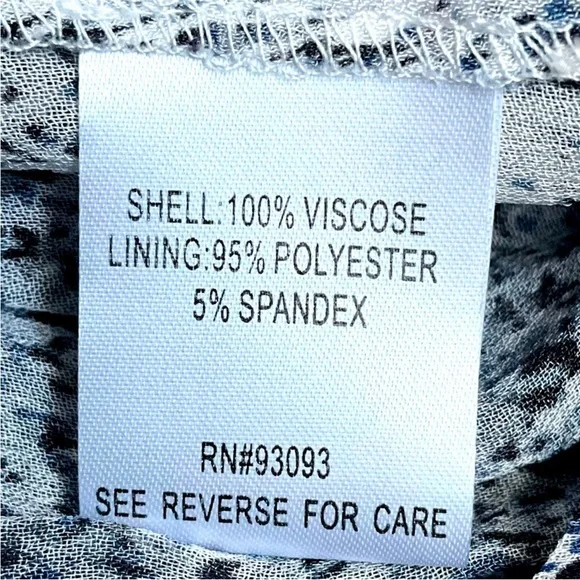 SHELL:100% VISCOSE
LINING:95% POLYESTER
5% SPANDEX
RN#93093
SEE REVERSE FOR CARE